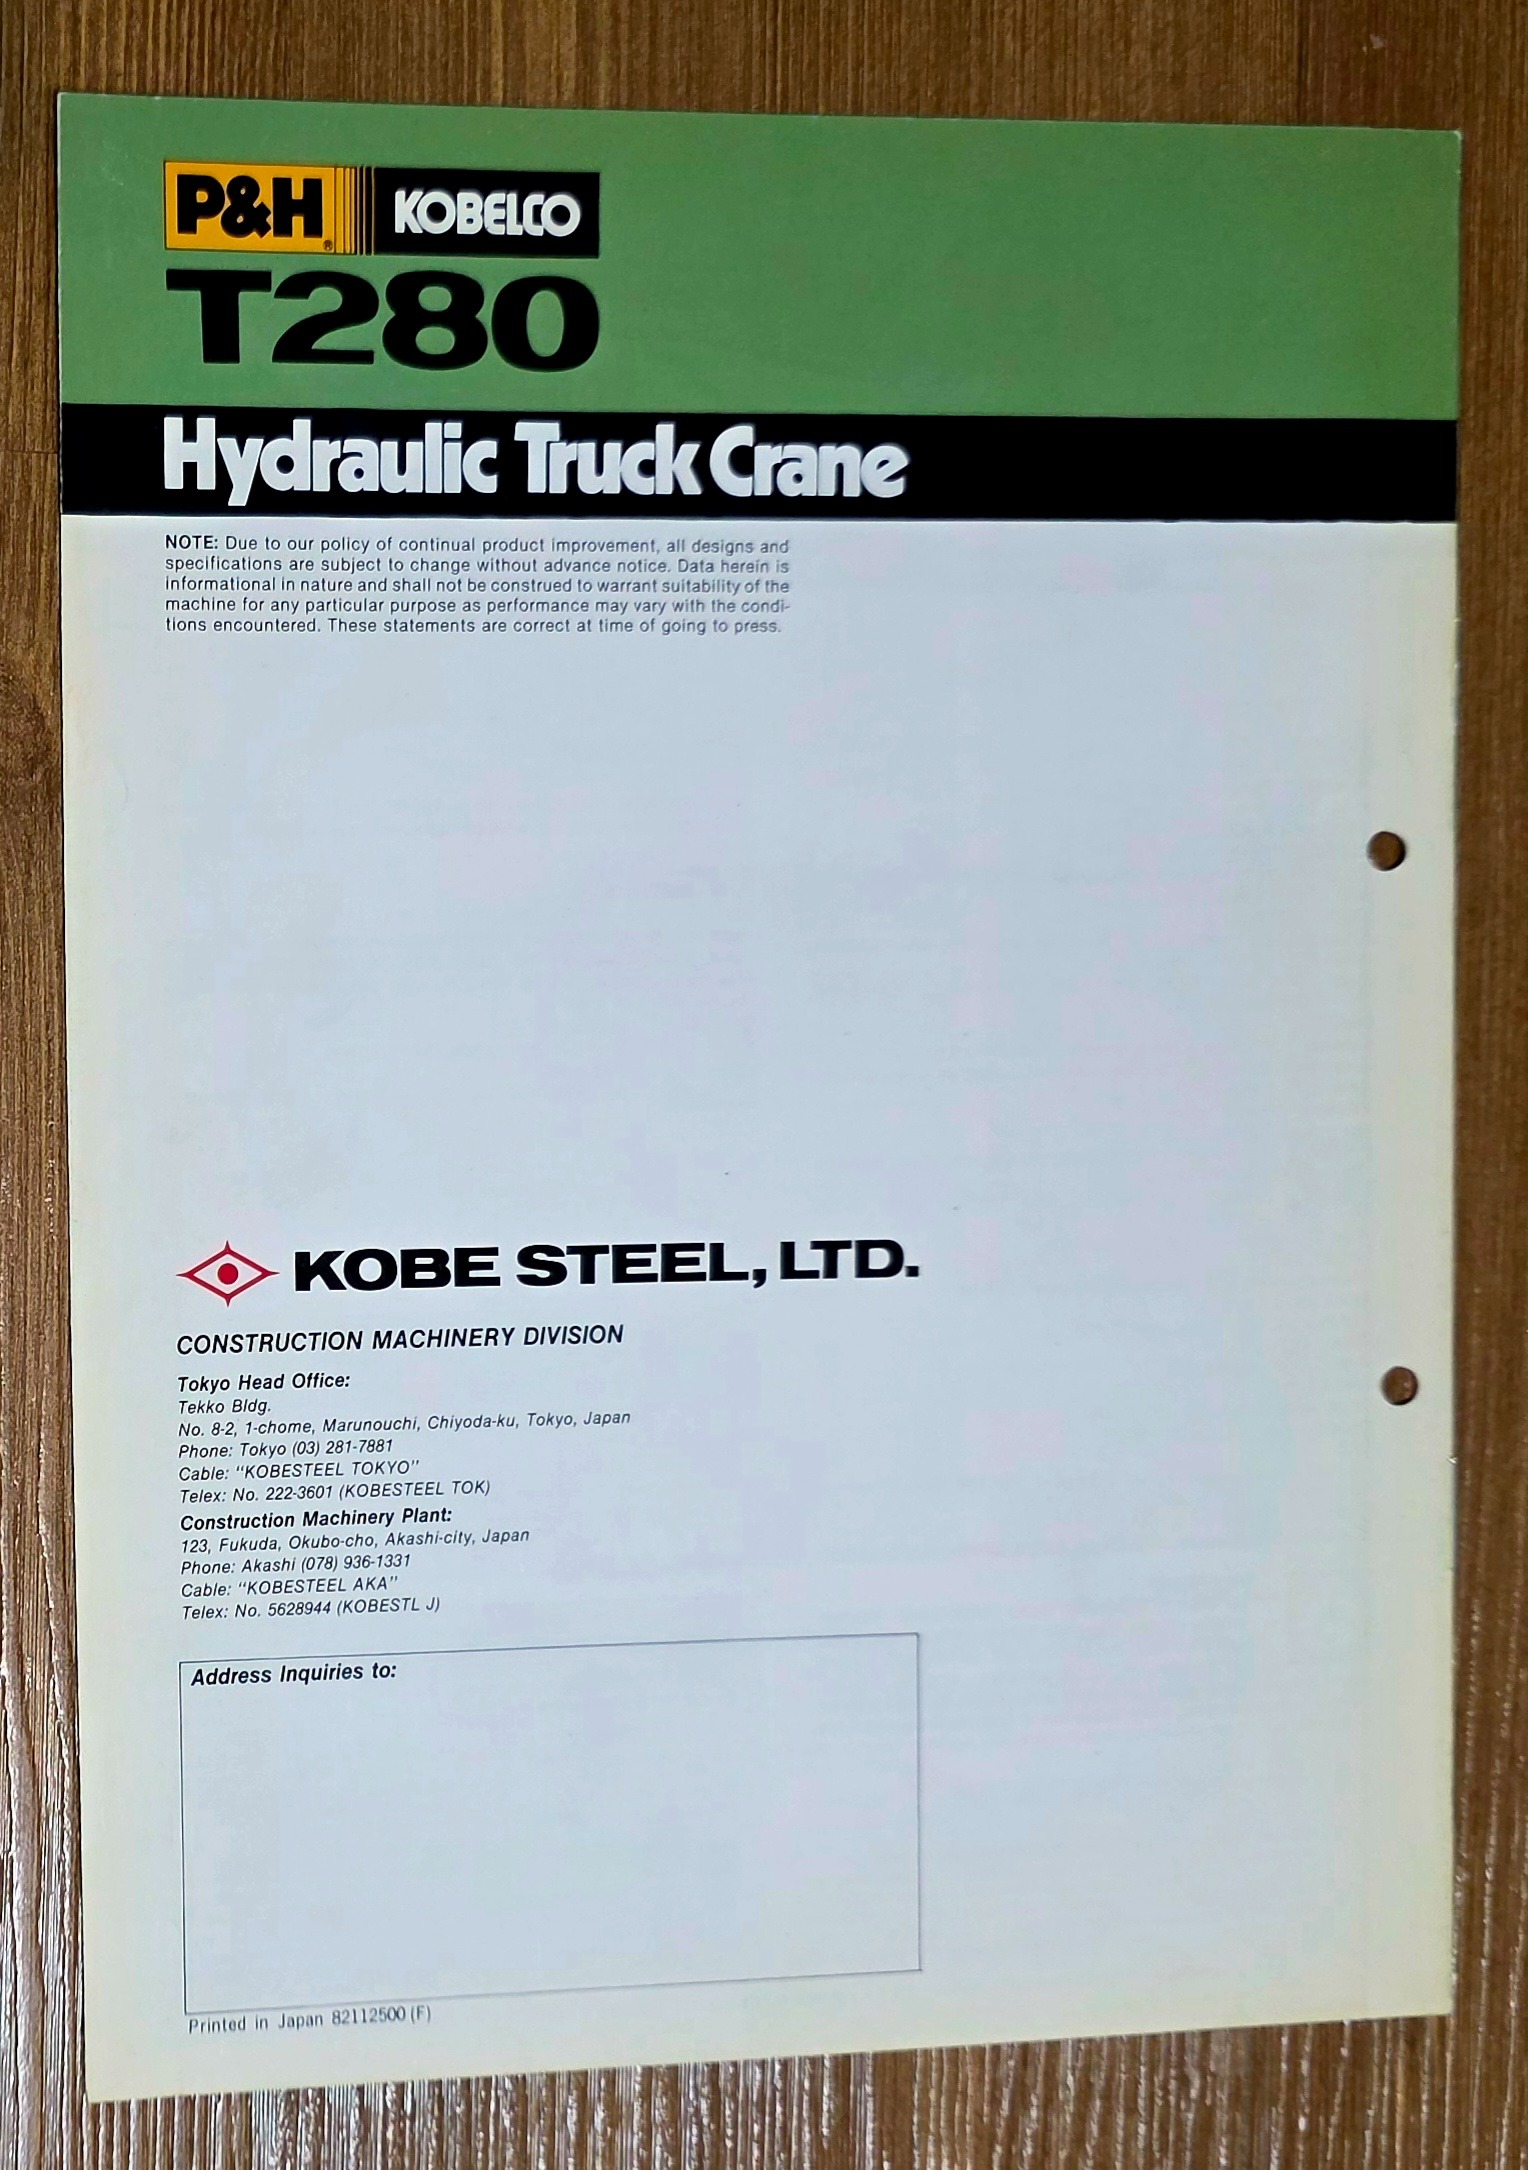 P&H® KOBELCO
T280
Hydraulic Truck Crane
NOTE: Due to our policy of continual product improvement, all designs and
specifications are subject to change without advance notice. Data herein is
informational in nature and shall not be construed to warrant suitability of the
machine for any particular purpose as performance may vary with the condi-
tions encountered. These statements are correct at time of going to press.
KOBE STEEL, LTD.
CONSTRUCTION MACHINERY DIVISION
Tokyo Head Office:
Tekko Bldg.
No. 8-2, 1-chome, Marunouchi, Chiyoda-ku, Tokyo, Japan
Phone: Tokyo (03) 281-7881
Cable: "KOBESTEEL TOKYO"
Telex: No. 222-3601 (KOBESTEEL TOK)
Construction Machinery Plant:
123, Fukuda, Okubo-cho, Akashi-city, Japan
Phone: Akashi (078) 936-1331
Cable: "KOBESTEEL AKA"
Telex: No. 5628944 (KOBESTL J)
Address Inquiries to:
Printed in Japan 82112500 (F)